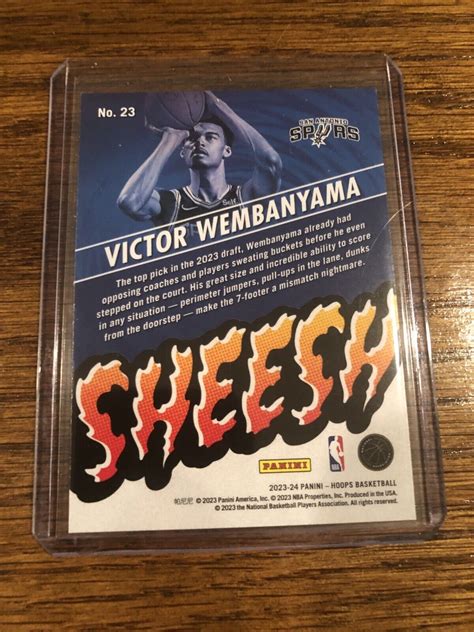 No. 23
SAN ANTONIO
SPURS
VICTOR WEMBANYAMA
The top pick in the 2023 draft, Wembanyama already had
opposing coaches and players sweating buckets before he even
stepped on the court. His great size and incredible ability to score
in any situation — perimeter jumpers, pull-ups in the lane, dunks
from the doorstep — make the 7-footer a mismatch nightmare.
SHEESH
PANINI
NBA
2023-24 PANINI – HOOPS BASKETBALL
帕尼尼 © 2023 Panini America, Inc. © 2023 NBA Properties, Inc. Produced in the USA.
© 2023 the National Basketball Players Association. All rights reserved.